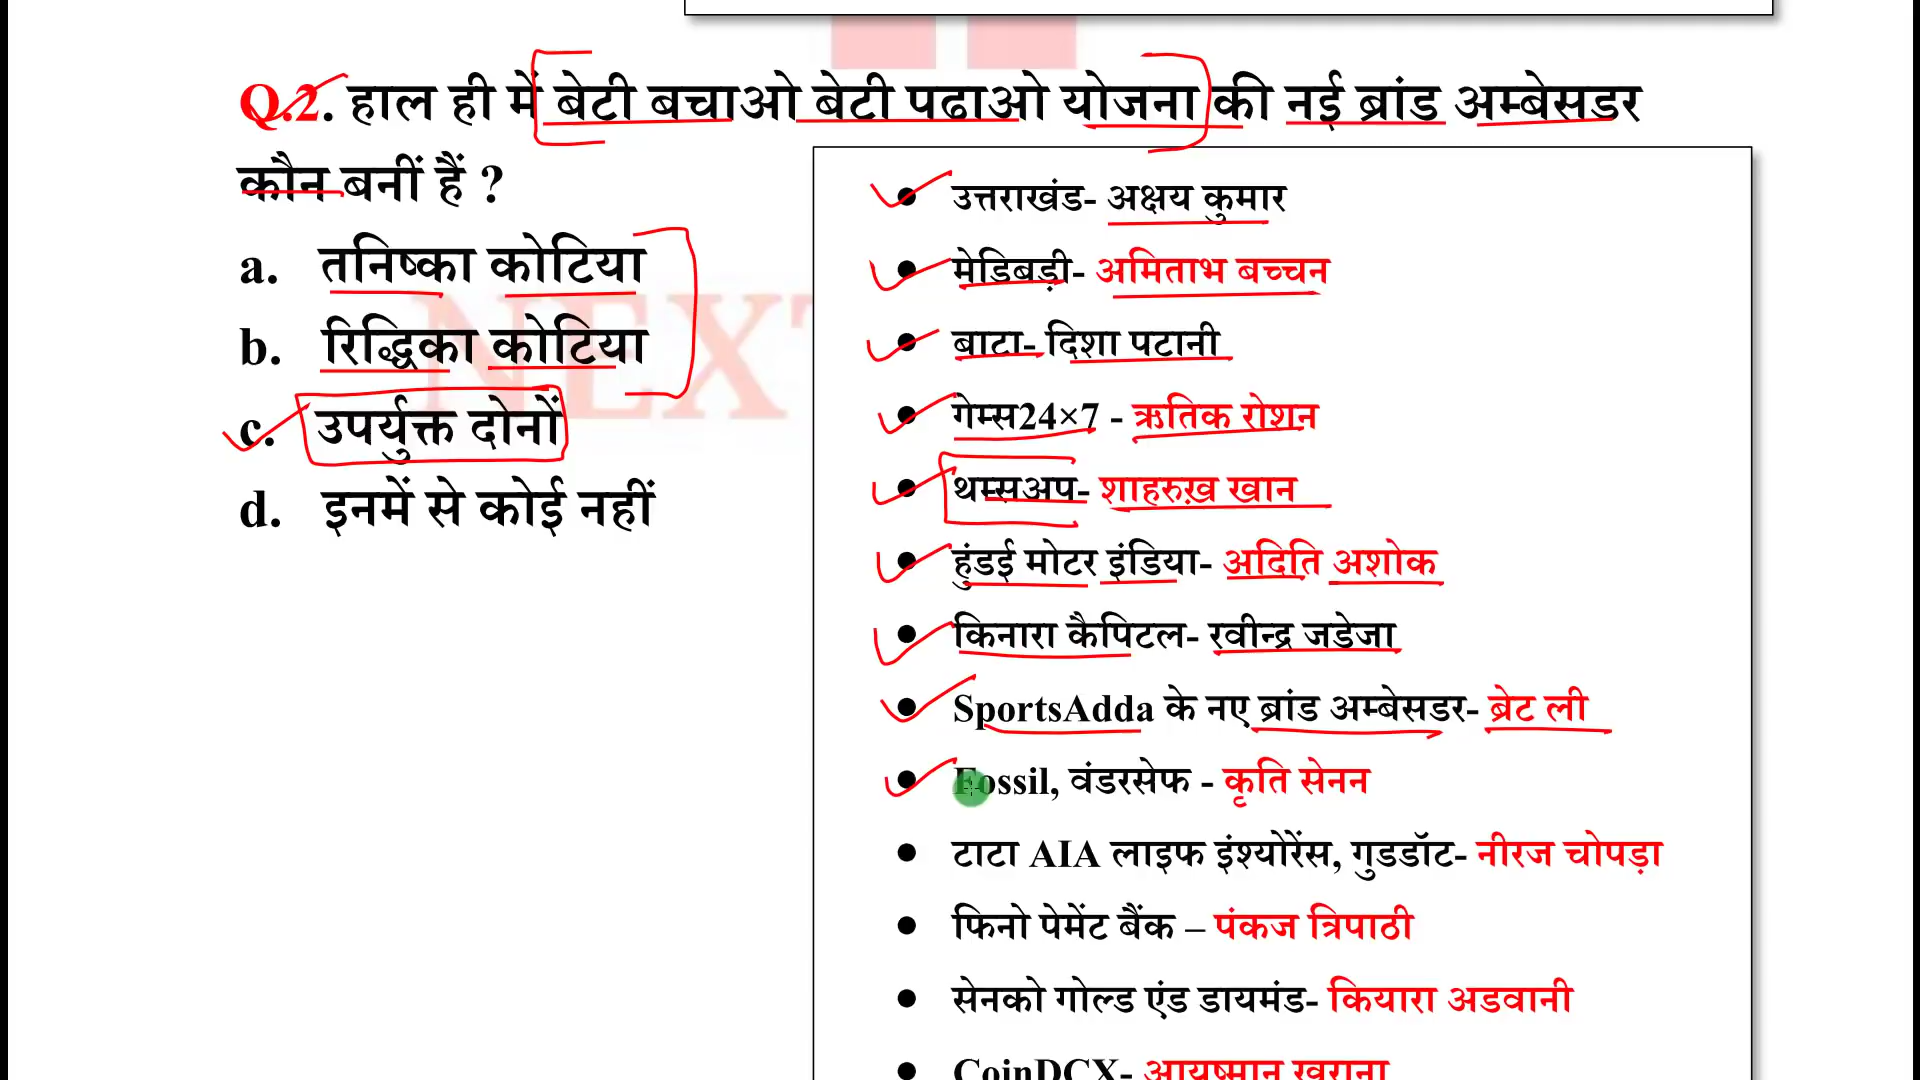 Q.2. हाल ही में बेटी बचाओ बेटी पढाओ योजना की नई ब्रांड अम्बेसडर
कौन बनीं हैं ?
a. तनिष्का कोटिया
b. रिद्धिका कोटिया
c. उपर्युक्त दोनों
d. इनमें से कोई नहीं
NEXT
• उत्तराखंड- अक्षय कुमार
• मेडिबड़ी- अमिताभ बच्चन
• बाटा- दिशा पटानी
• गेम्स24×7 - ऋतिक रोशन
• थम्सअप- शाहरुख़ खान
• हुंडई मोटर इंडिया- अदिति अशोक
• किनारा कैपिटल- रवीन्द्र जडेजा
• SportsAdda के नए ब्रांड अम्बेसडर- ब्रेट ली
• Fossil, वंडरसेफ - कृति सेनन
• टाटा AIA लाइफ इंश्योरेंस, गुडडॉट- नीरज चोपड़ा
• फिनो पेमेंट बैंक – पंकज त्रिपाठी
• सेनको गोल्ड एंड डायमंड- कियारा अडवानी
• CoinDCX- आयुष्मान खुराना